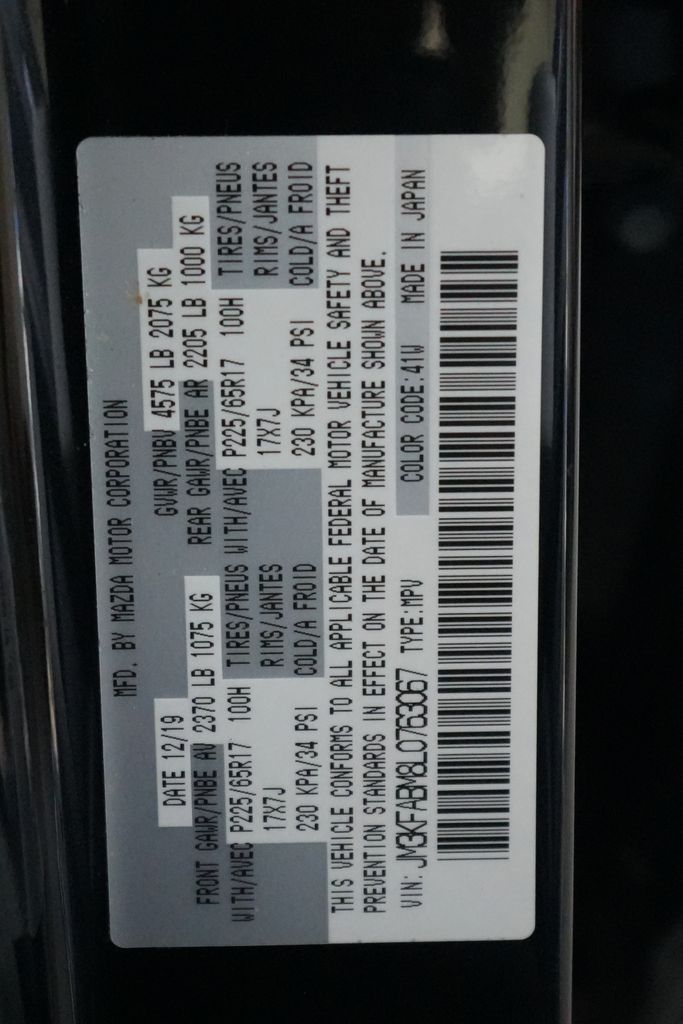 MFD. BY MAZDA MOTOR CORPORATION
DATE 12/19 GVWR/PNBV 4575 LB 2075 KG
FRONT GAWR/PNBE AV 2370 LB 1075 KG REAR GAWR/PNBE AR 2205 LB 1000 KG
WITH/AVEC P225/65R17 100H TIRES/PNEUS WITH/AVEC P225/65R17 100H TIRES/PNEUS
17X7J RIMS/JANTES 17X7J RIMS/JANTES
230 KPA/34 PSI COLD/A FROID 230 KPA/34 PSI COLD/A FROID
THIS VEHICLE CONFORMS TO ALL APPLICABLE FEDERAL MOTOR VEHICLE SAFETY AND THEFT
PREVENTION STANDARDS IN EFFECT ON THE DATE OF MANUFACTURE SHOWN ABOVE.
VIN: JM3KFABM8L0763067 TYPE:MPV COLOR CODE:41W MADE IN JAPAN